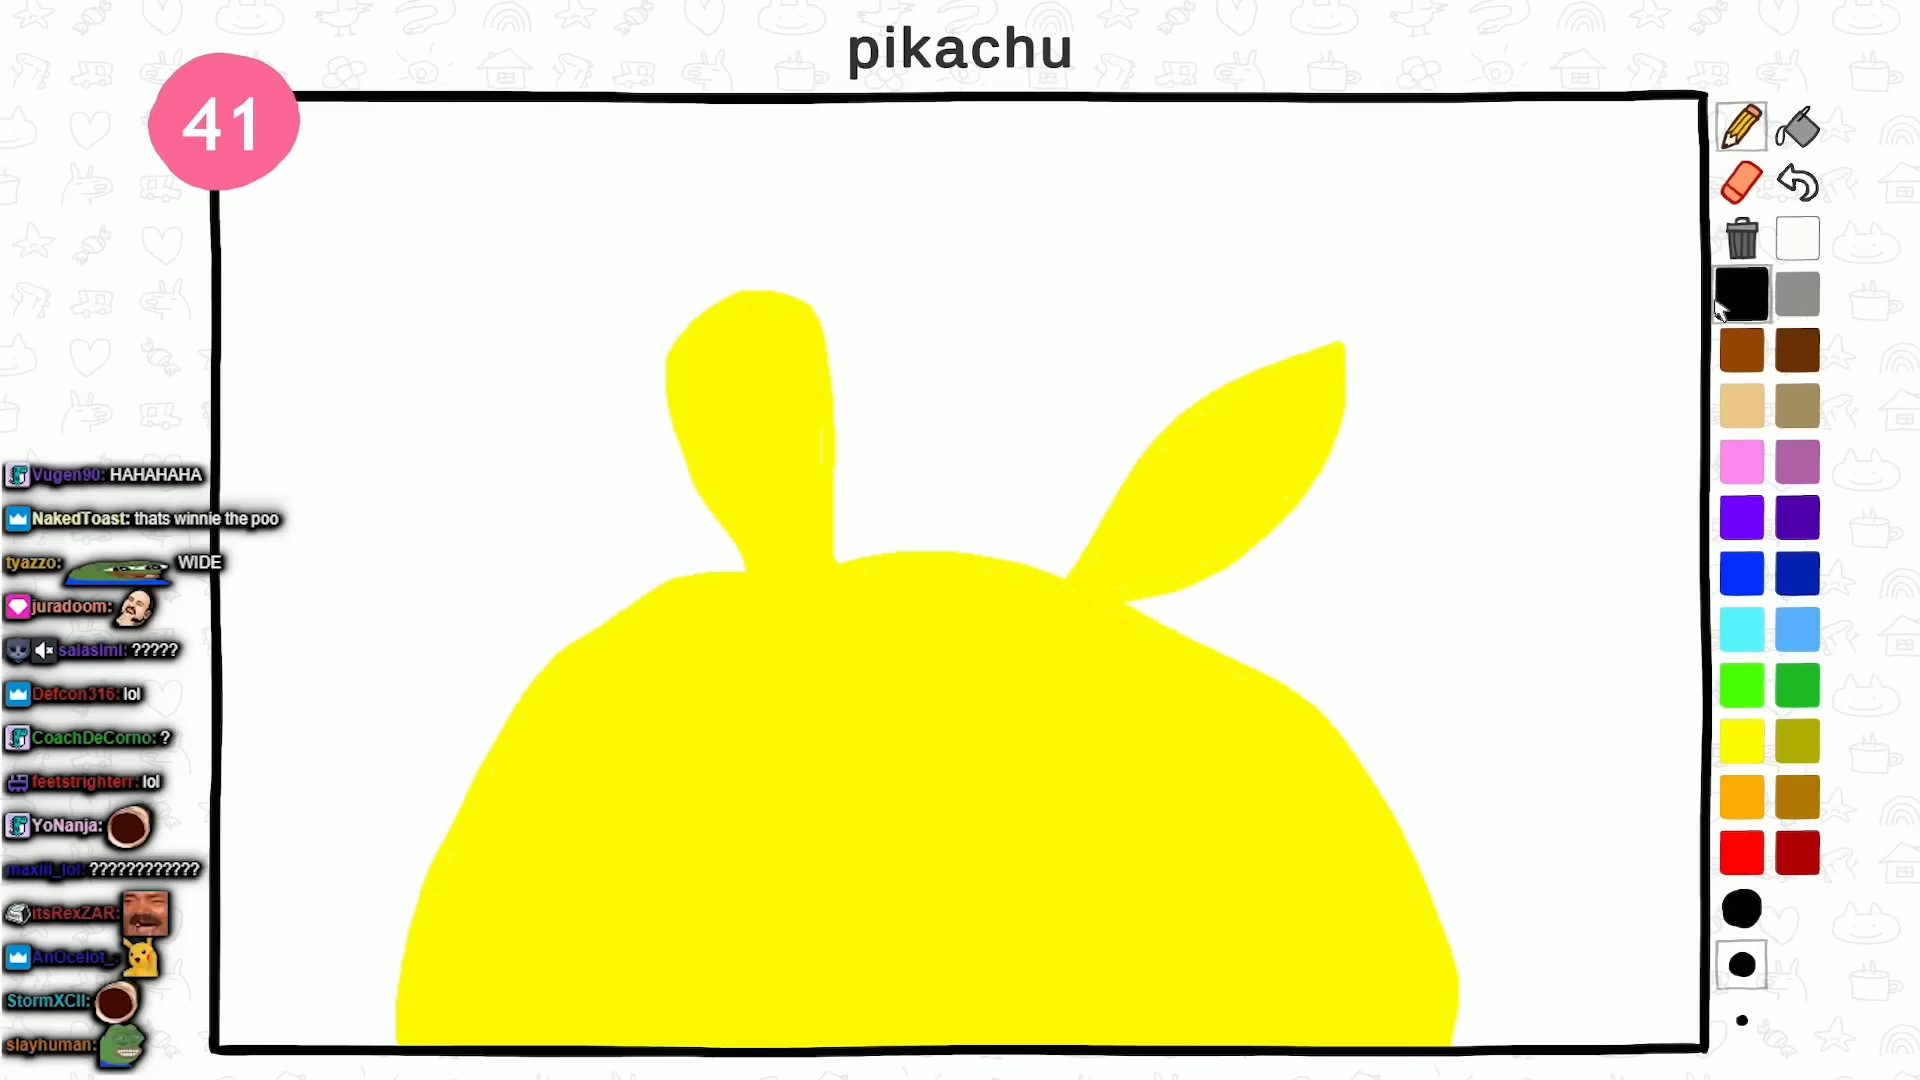 pikachu
41
Vugen90: HAHAHAHA
NakedToast: thats winnie the poo
tyazzo: WIDE
juradoom:
salasimi: ?????
Defcon316: lol
CoachDeCorno: ?
feetstrighterr: lol
YoNanja:
maxill_lol: ????????????
itsRexZAR:
AnOcelot_:
StormXCII:
slayhuman: